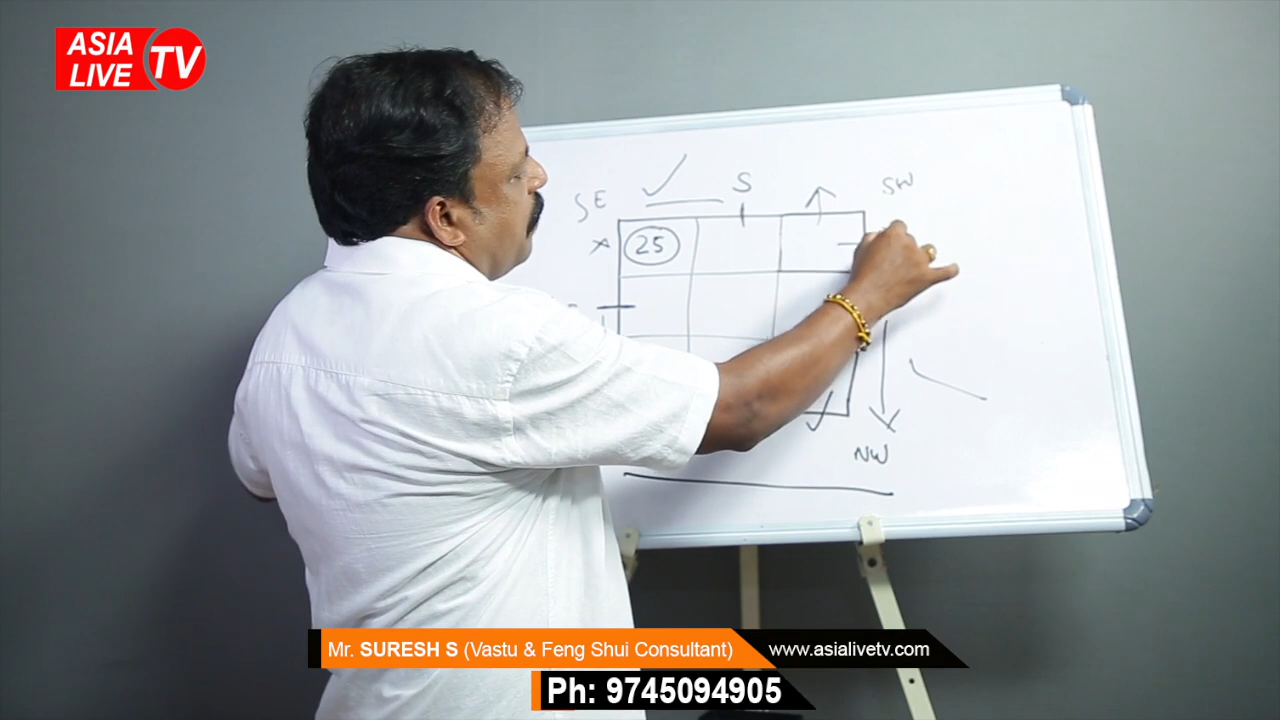 ASIA
LIVE
TV
SE
S
SW
25
NW
Mr. SURESH S (Vastu & Feng Shui Consultant)
www.asialivetv.com
Ph: 9745094905